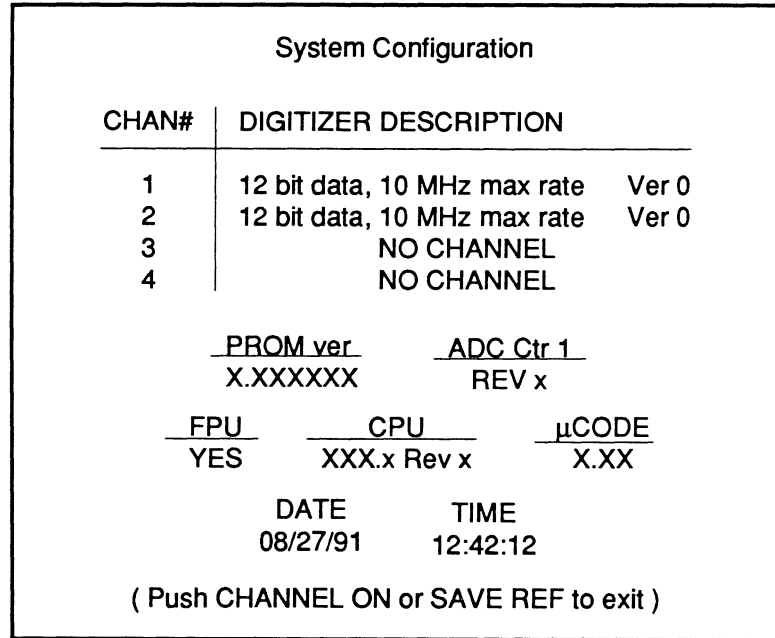 System Configuration
CHAN# DIGITIZER DESCRIPTION
1 12 bit data, 10 MHz max rate Ver 0
2 12 bit data, 10 MHz max rate Ver 0
3 NO CHANNEL
4 NO CHANNEL
PROM ver ADC Ctr 1
X.XXXXXX REV x
FPU CPU μCODE
YES XXX.x Rev x X.XX
DATE TIME
08/27/91 12:42:12
( Push CHANNEL ON or SAVE REF to exit )